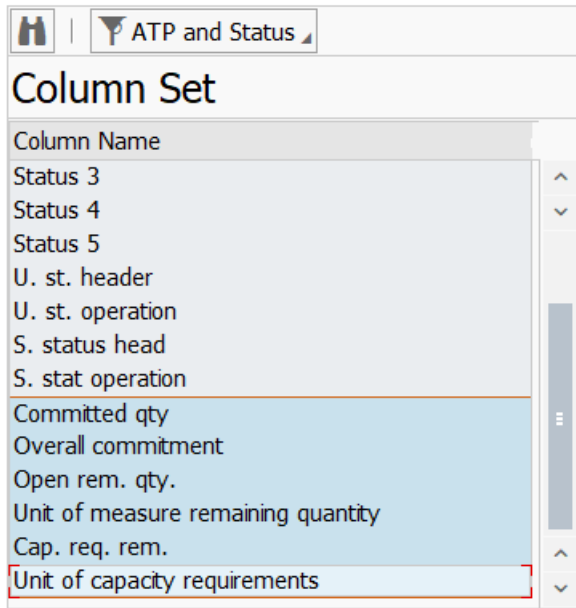 ATP and Status
Column Set
Column Name
Status 3
Status 4
Status 5
U. st. header
U. st. operation
S. status head
S. stat operation
Committed qty
Overall commitment
Open rem. qty.
Unit of measure remaining quantity
Cap. req. rem.
Unit of capacity requirements